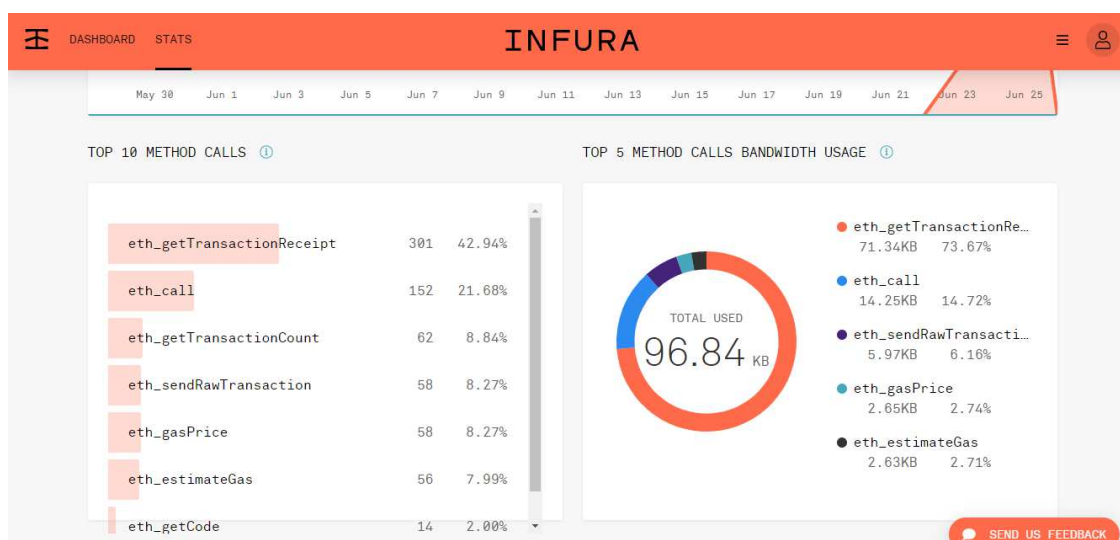 DASHBOARD STATS INFURA
May 30 Jun 1 Jun 3 Jun 5 Jun 7 Jun 9 Jun 11 Jun 13 Jun 15 Jun 17 Jun 19 Jun 21 Jun 23 Jun 25
TOP 10 METHOD CALLS
eth_getTransactionReceipt 301 42.94%
eth_call 152 21.68%
eth_getTransactionCount 62 8.84%
eth_sendRawTransaction 58 8.27%
eth_gasPrice 58 8.27%
eth_estimateGas 56 7.99%
eth_getCode 14 2.00%
TOP 5 METHOD CALLS BANDWIDTH USAGE
TOTAL USED
96.84 KB
eth_getTransactionRe…
71.34KB 73.67%
eth_call
14.25KB 14.72%
eth_sendRawTransacti…
5.97KB 6.16%
eth_gasPrice
2.65KB 2.74%
eth_estimateGas
2.63KB 2.71%
SEND US FEEDBACK